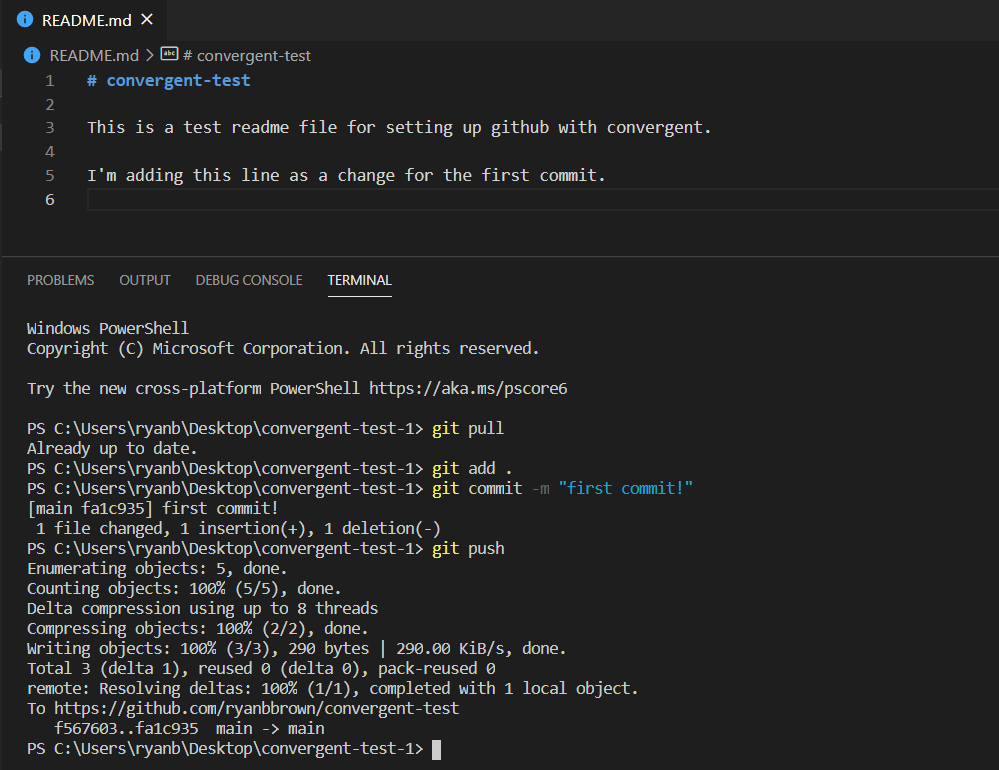 README.md
README.md > # convergent-test
1 # convergent-test
2
3 This is a test readme file for setting up github with convergent.
4
5 I'm adding this line as a change for the first commit.
6
PROBLEMS OUTPUT DEBUG CONSOLE TERMINAL
Windows PowerShell
Copyright (C) Microsoft Corporation. All rights reserved.
Try the new cross-platform PowerShell https://aka.ms/pscore6
PS C:\Users\ryanb\Desktop\convergent-test-1> git pull
Already up to date.
PS C:\Users\ryanb\Desktop\convergent-test-1> git add .
PS C:\Users\ryanb\Desktop\convergent-test-1> git commit -m "first commit!"
[main fa1c935] first commit!
 1 file changed, 1 insertion(+), 1 deletion(-)
PS C:\Users\ryanb\Desktop\convergent-test-1> git push
Enumerating objects: 5, done.
Counting objects: 100% (5/5), done.
Delta compression using up to 8 threads
Compressing objects: 100% (2/2), done.
Writing objects: 100% (3/3), 290 bytes | 290.00 KiB/s, done.
Total 3 (delta 1), reused 0 (delta 0), pack-reused 0
remote: Resolving deltas: 100% (1/1), completed with 1 local object.
To https://github.com/ryanbbrown/convergent-test
   f567603..fa1c935  main -> main
PS C:\Users\ryanb\Desktop\convergent-test-1>